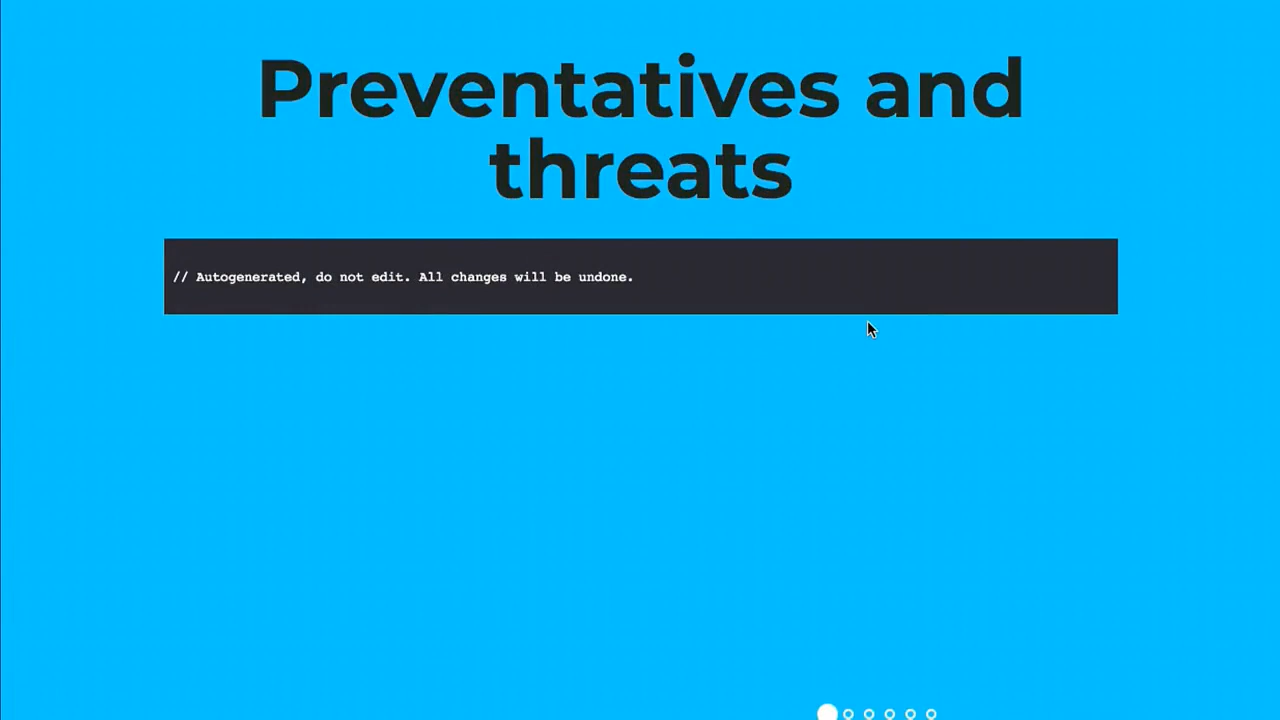 Preventatives and
threats
// Autogenerated, do not edit. All changes will be undone.